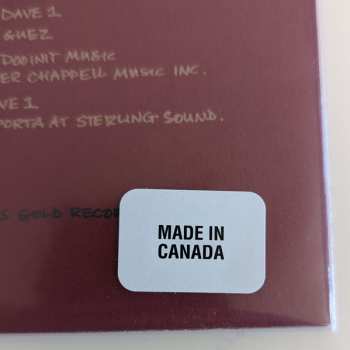 DAVE 1
GUEZ
DOOINIT MUSIC
ER CHAPPELL MUSIC INC.
VE 1
PORTA AT STERLING SOUND.
S GOLD RECOR
MADE IN
CANADA